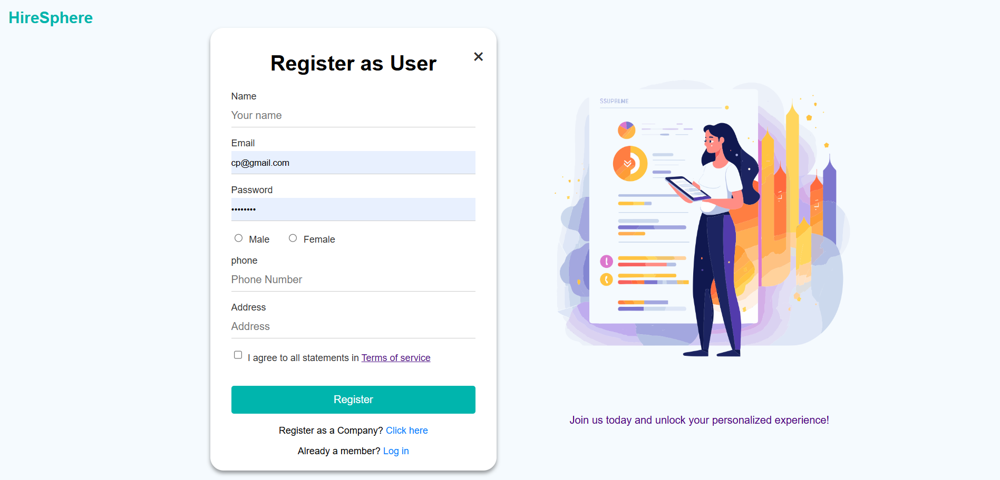 HireSphere
Register as User
×
Name
Your name
Email
cp@gmail.com
Password
••••••••
Male Female
phone
Phone Number
Address
Address
I agree to all statements in Terms of service
Register
Register as a Company? Click here
Already a member? Log in
Join us today and unlock your personalized experience!